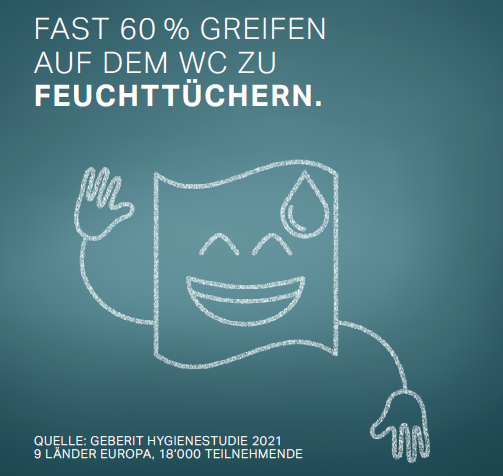 FAST 60 % GREIFEN
AUF DEM WC ZU
FEUCHTTÜCHERN.
QUELLE: GEBERIT HYGIENESTUDIE 2021
9 LÄNDER EUROPA, 18'000 TEILNEHMENDE